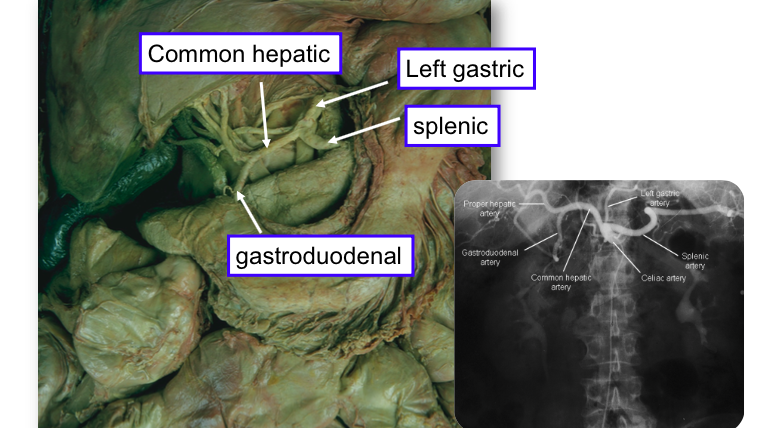 Common hepatic
Left gastric
splenic
gastroduodenal
Left gastric
artery
Proper hepatic
artery
Gastroduodenal
artery
Common hepatic
artery
Splenic
artery
Celiac artery